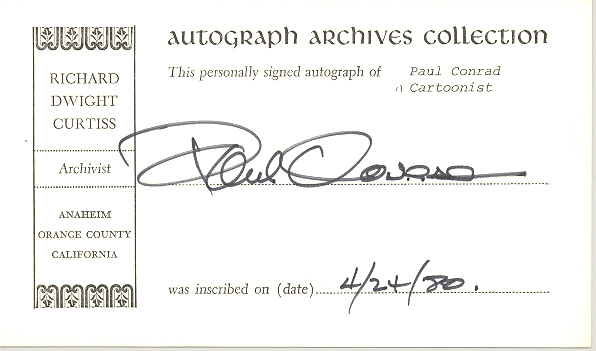 AUTOGRAPH ARCHIVES COLLECTION
RICHARD
DWIGHT
CURTISS
Archivist
ANAHEIM
ORANGE COUNTY
CALIFORNIA
This personally signed autograph of Paul Conrad
Cartoonist
Paul Conrad
was inscribed on (date) 4/24/80.